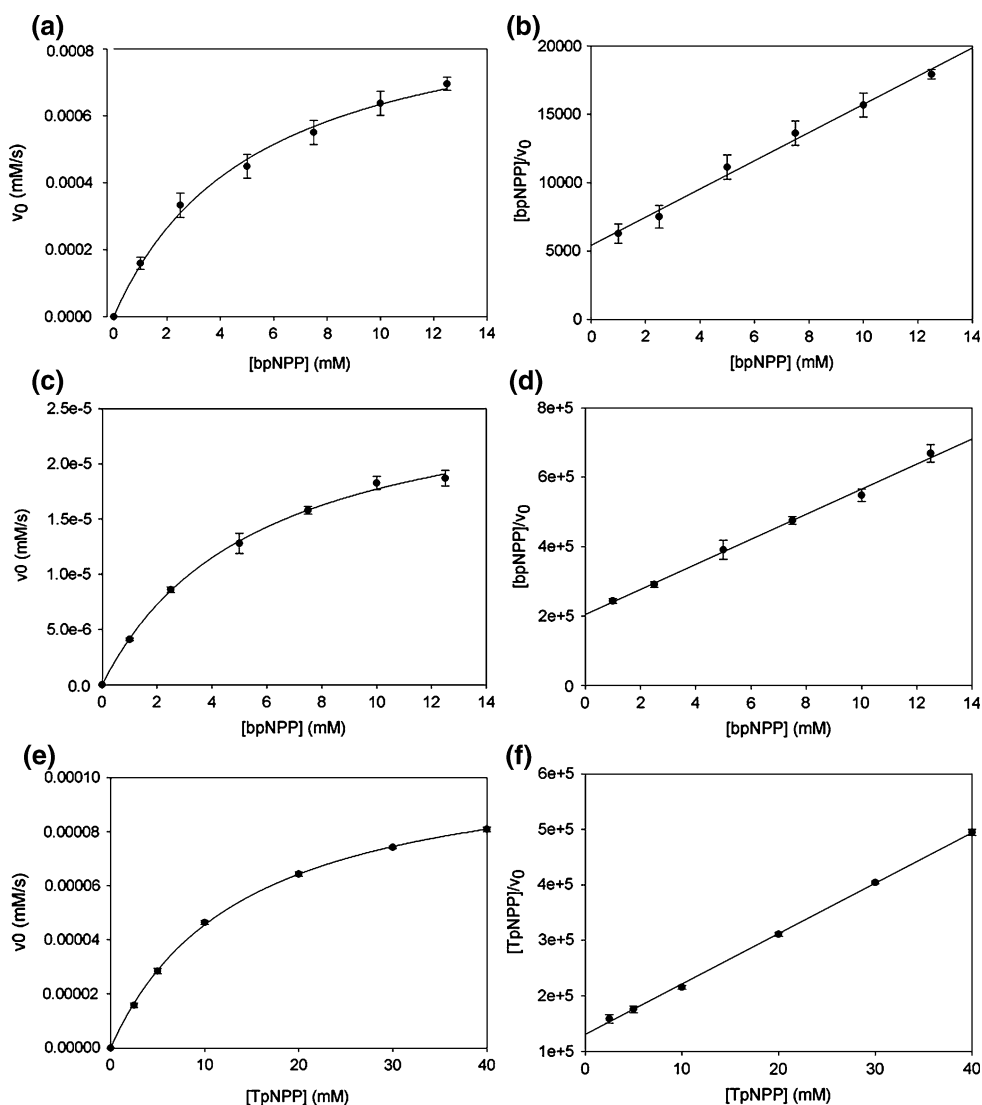 (a)
0.0008
0.0006
0.0004
0.0002
0.0000
v0 (mM/s)
0 2 4 6 8 10 12 14
[bpNPP] (mM)
(b)
20000
15000
10000
5000
0
[bpNPP]/v0
0 2 4 6 8 10 12 14
[bpNPP] (mM)
(c)
2.5e-5
2.0e-5
1.5e-5
1.0e-5
5.0e-6
0.0
v0 (mM/s)
0 2 4 6 8 10 12 14
[bpNPP] (mM)
(d)
8e+5
6e+5
4e+5
2e+5
0
[bpNPP]/v0
0 2 4 6 8 10 12 14
[bpNPP] (mM)
(e)
0.00010
0.00008
0.00006
0.00004
0.00002
0.00000
v0 (mM/s)
0 10 20 30 40
[TpNPP] (mM)
(f)
6e+5
5e+5
4e+5
3e+5
2e+5
1e+5
[TpNPP]/v0
0 10 20 30 40
[TpNPP] (mM)